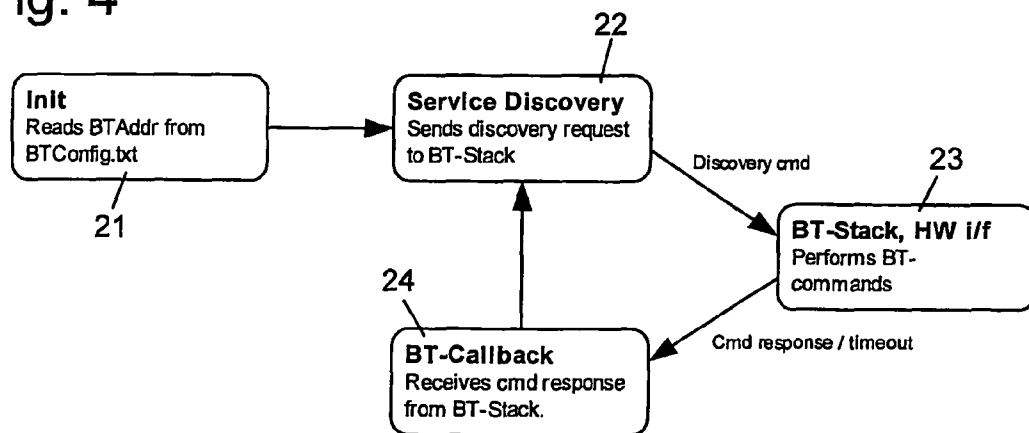 ig. 4
22
Init
Reads BTAddr from
BTConfig.txt
21
Service Discovery
Sends discovery request
to BT-Stack
Discovery cmd
23
BT-Stack, HW i/f
Performs BT-
commands
24
BT-Callback
Receives cmd response
from BT-Stack.
Cmd response / timeout